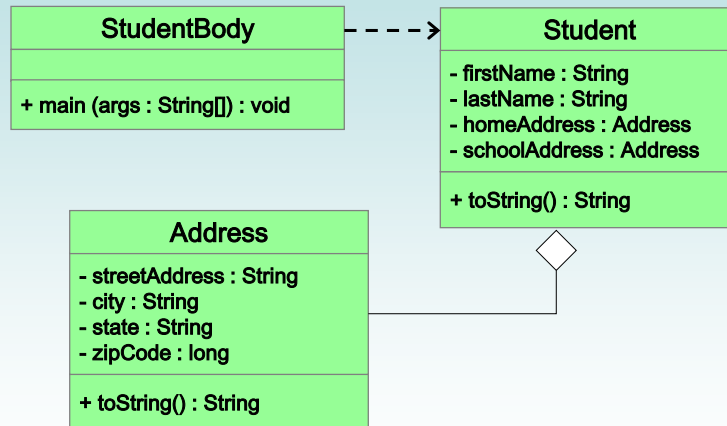 StudentBody
+ main (args : String[]) : void
Student
- firstName : String
- lastName : String
- homeAddress : Address
- schoolAddress : Address
+ toString() : String
Address
- streetAddress : String
- city : String
- state : String
- zipCode : long
+ toString() : String